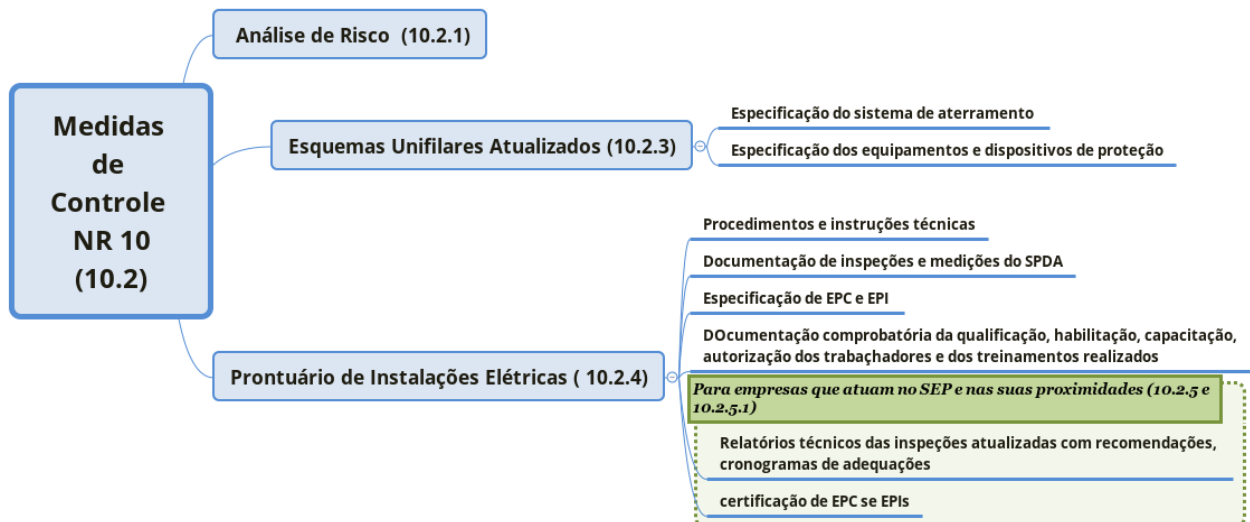 Medidas
de
Controle
NR 10
(10.2)
Análise de Risco (10.2.1)
Esquemas Unifilares Atualizados (10.2.3)
Especificação do sistema de aterramento
Especificação dos equipamentos e dispositivos de proteção
Prontuário de Instalações Elétricas ( 10.2.4)
Procedimentos e instruções técnicas
Documentação de inspeções e medições do SPDA
Especificação de EPC e EPI
DOcumentação comprobatória da qualificação, habilitação, capacitação,
autorização dos trabaçhadores e dos treinamentos realizados
Para empresas que atuam no SEP e nas suas proximidades (10.2.5 e
10.2.5.1)
Relatórios técnicos das inspeções atualizadas com recomendações,
cronogramas de adequações
certificação de EPC se EPIs